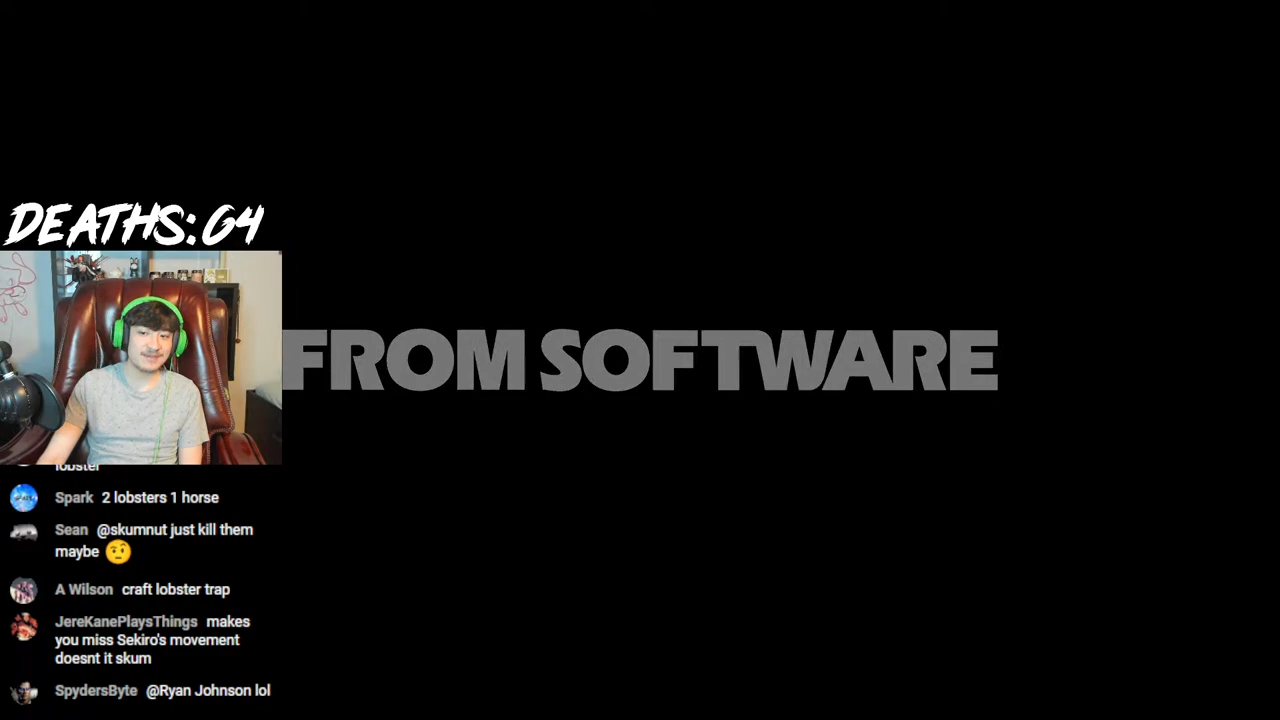 DEATHS:64
FROM SOFTWARE
lobster
Spark 2 lobsters 1 horse
Sean @skumnut just kill them
maybe 🤨
A Wilson craft lobster trap
JereKanePlaysThings makes
you miss Sekiro's movement
doesnt it skum
SpydersByte @Ryan Johnson lol